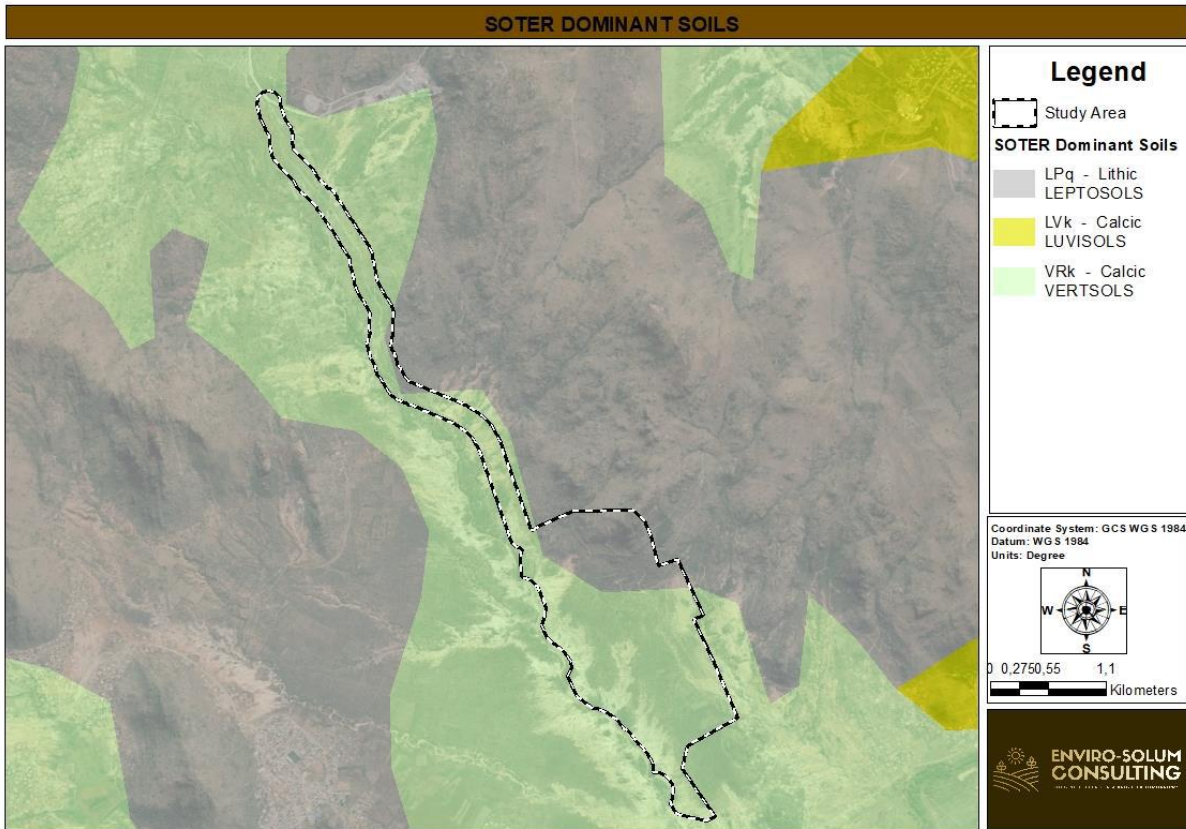 SOTER DOMINANT SOILS
Legend
Study Area
SOTER Dominant Soils
LPq - Lithic
LEPTOSOLS
LVk - Calcic
LUVISOLS
VRk - Calcic
VERTSOLS
Coordinate System: GCS WGS 1984
Datum: WGS 1984
Units: Degree
N
W
E
S
0 0,2750,55 1,1
Kilometers
ENVIRO-SOLUM
CONSULTING